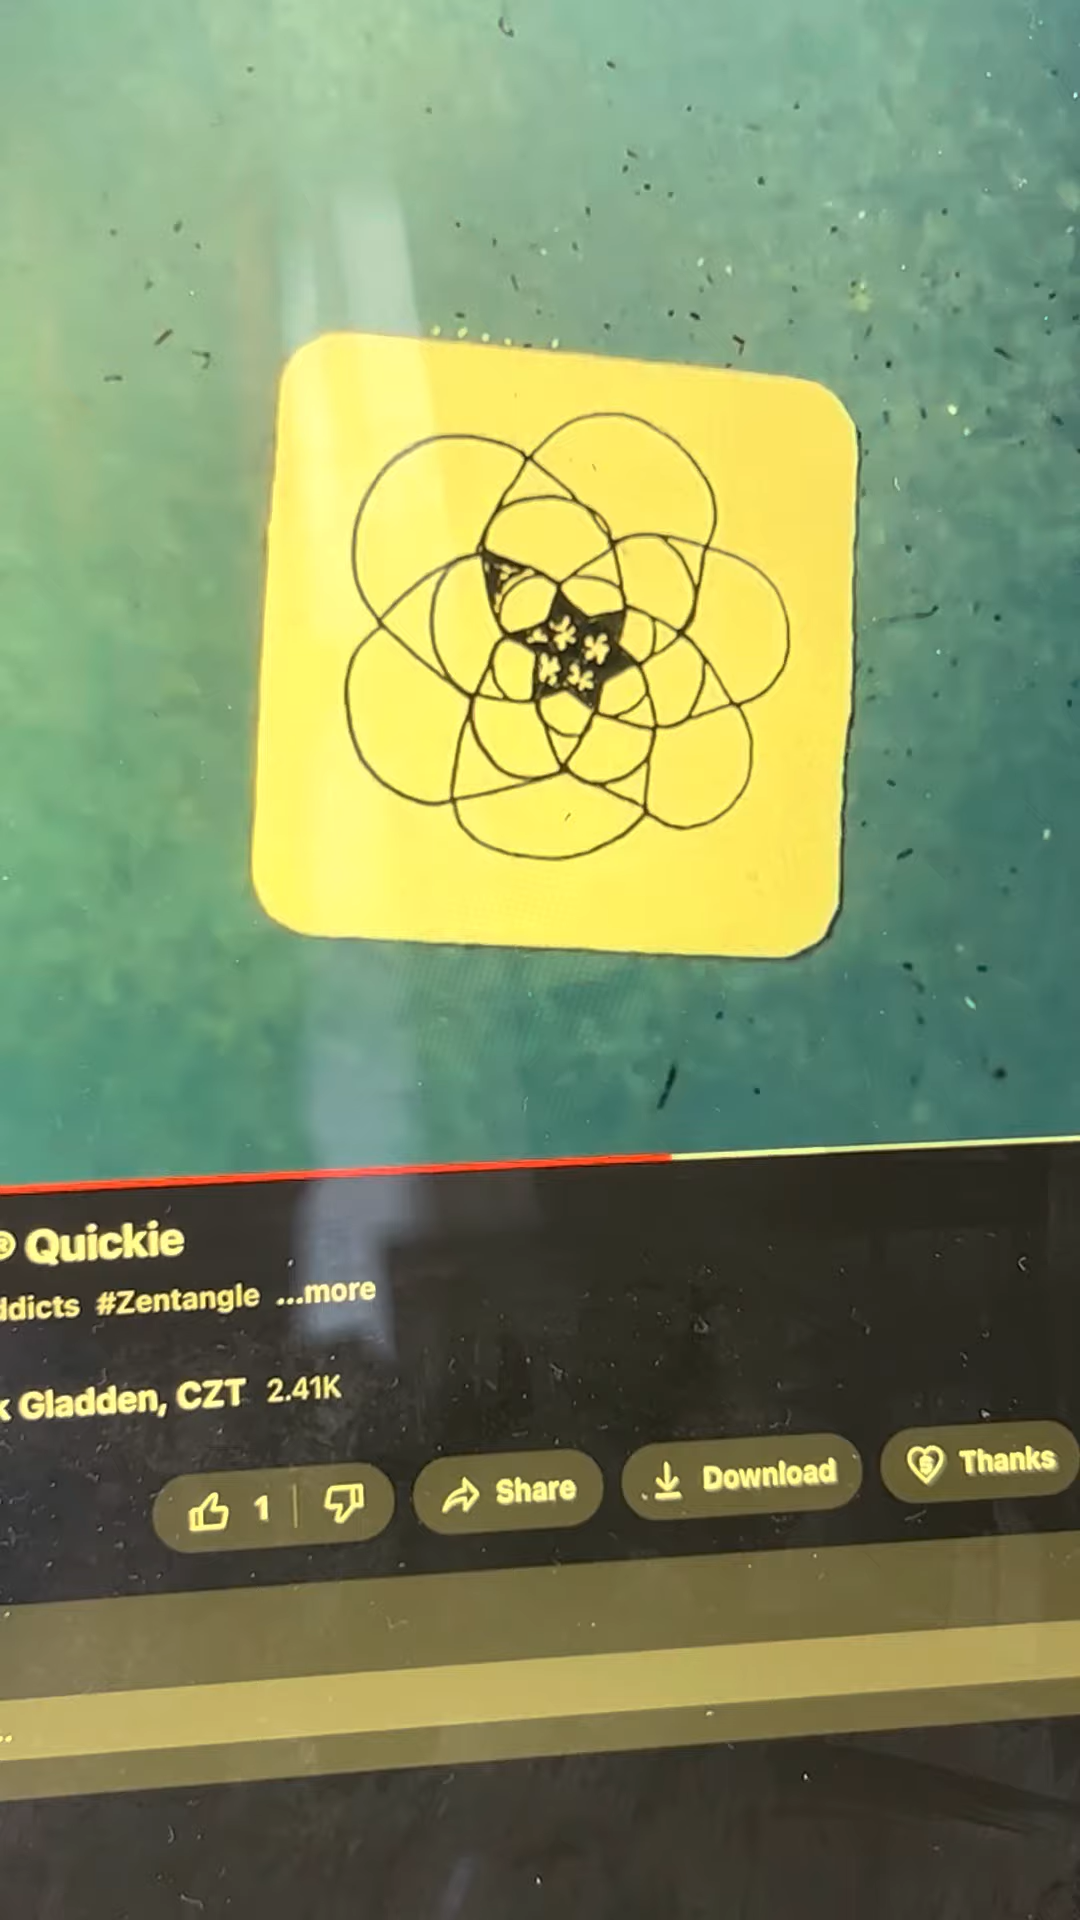 ® Quickie
ddicts #Zentangle ...more
k Gladden, CZT 2.41K
1 Share Download Thanks
..